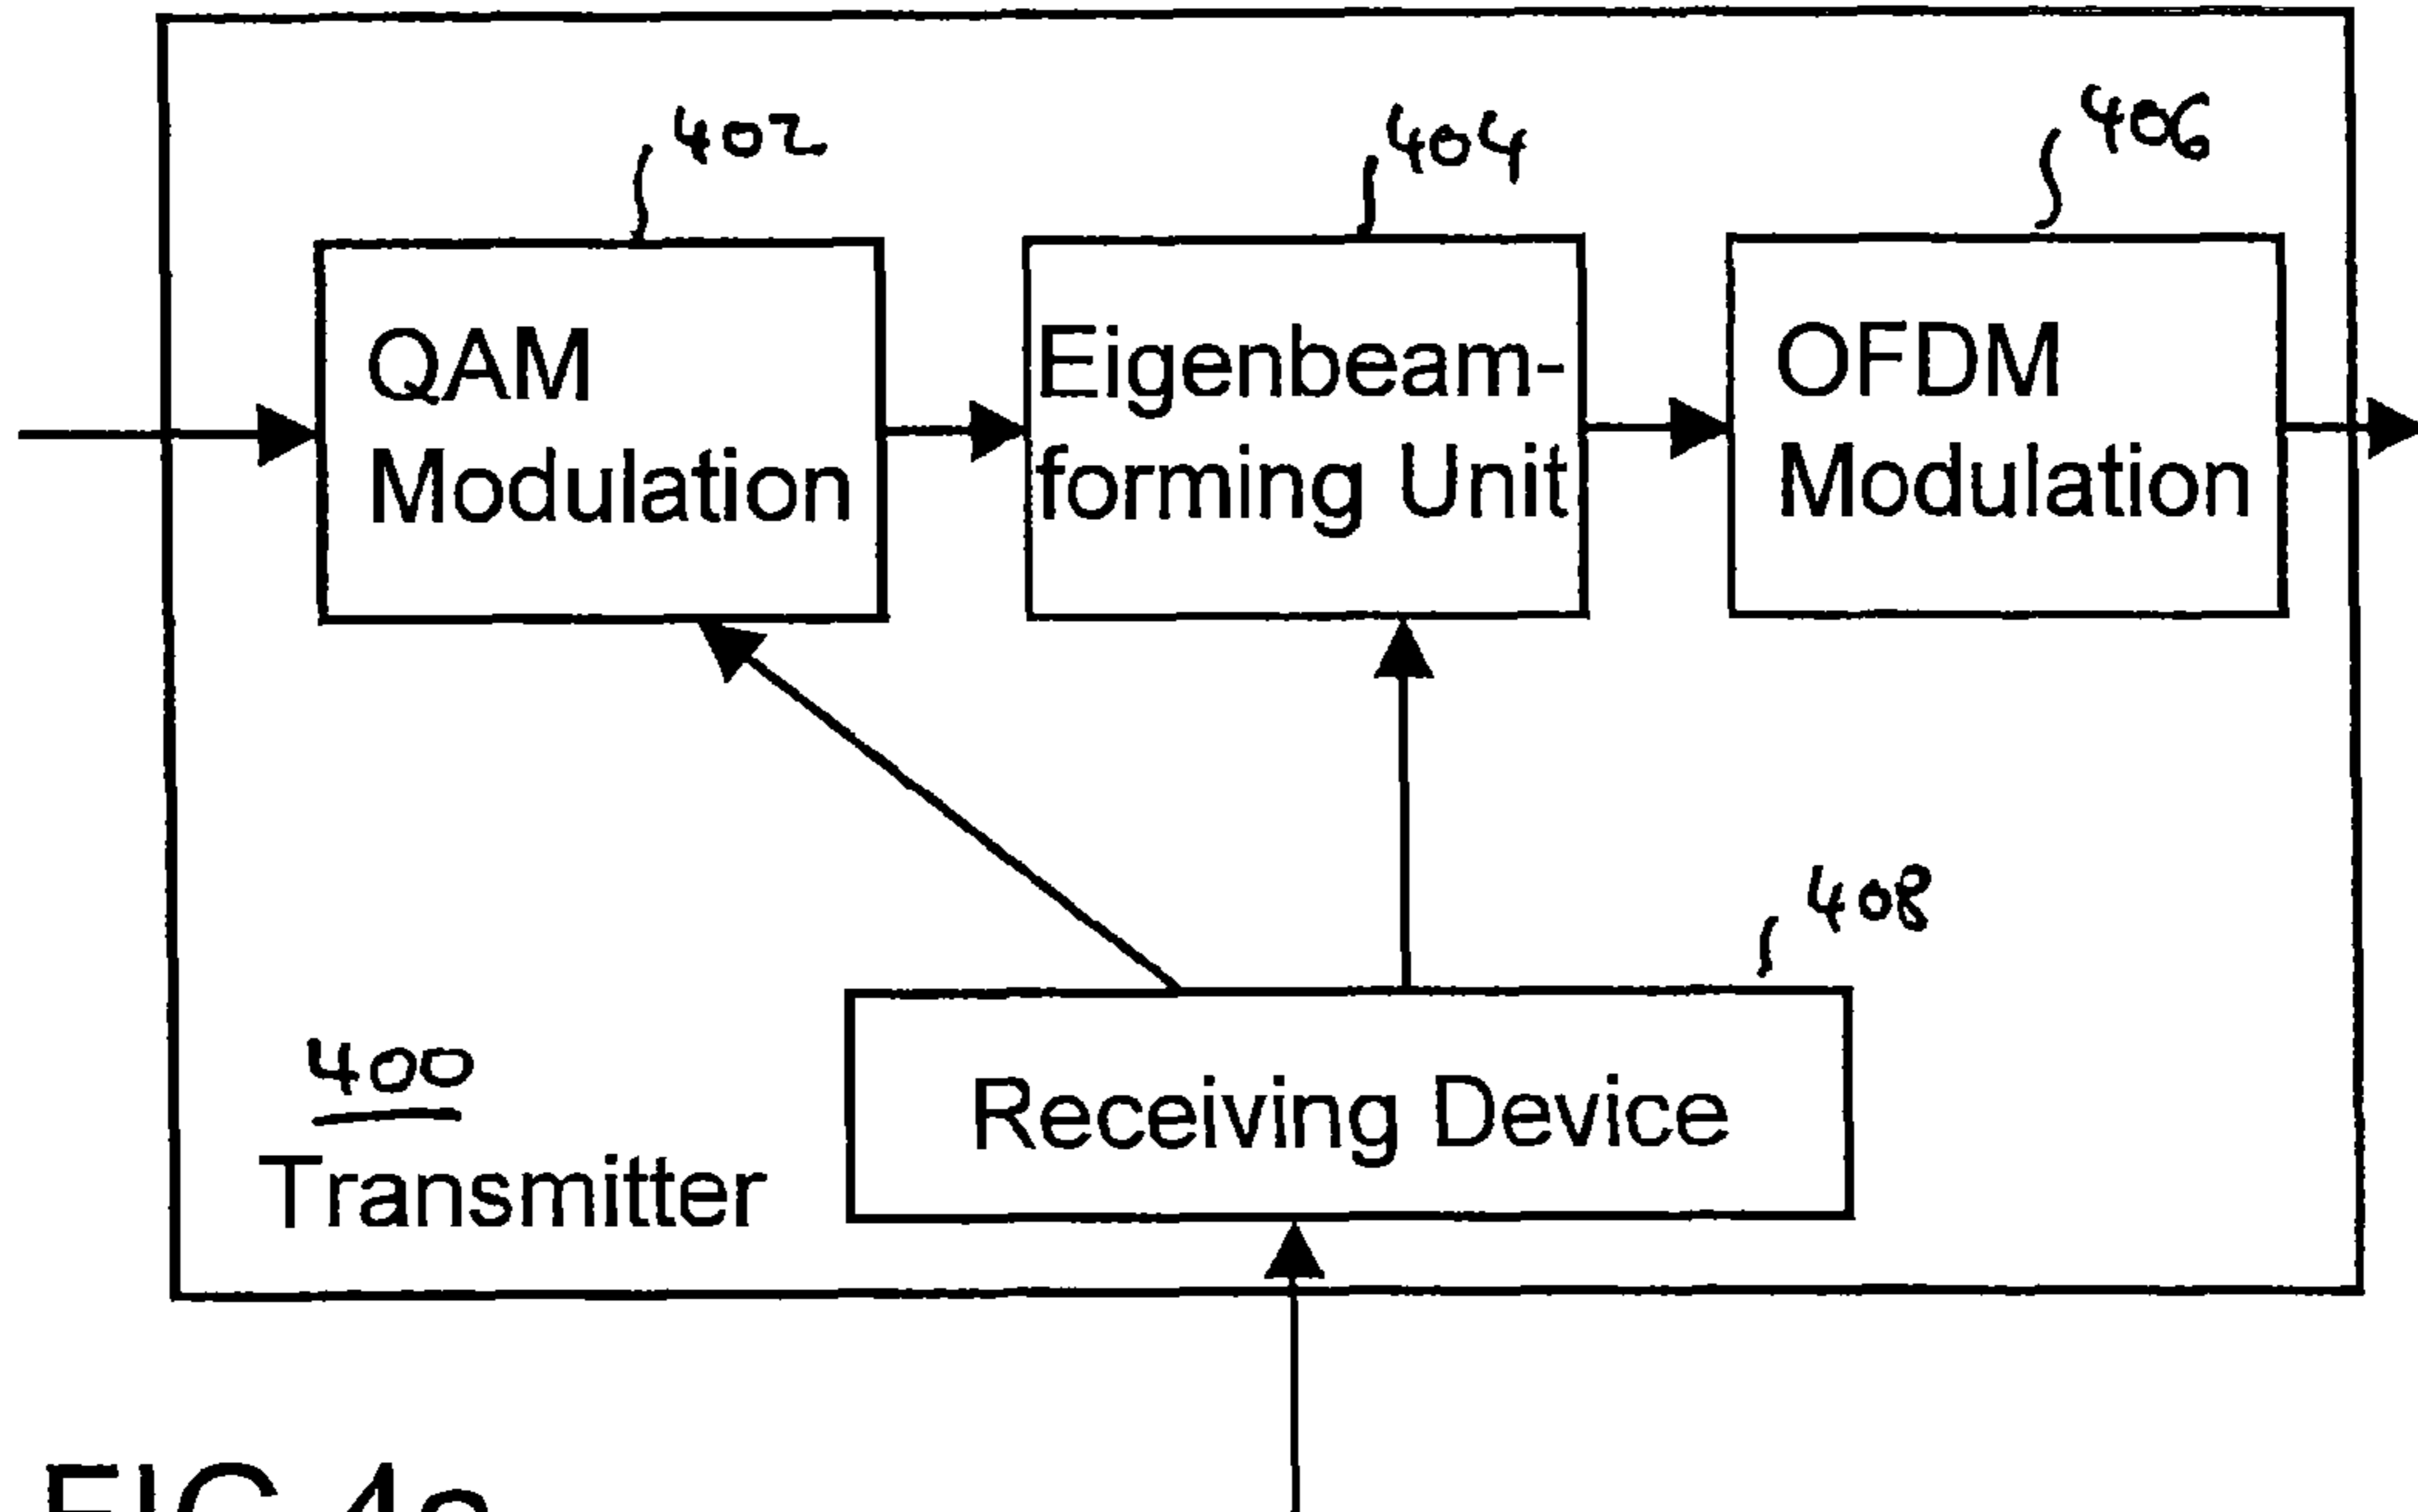 402
404
406
QAM
Modulation
Eigenbeam-
forming Unit
OFDM
Modulation
408
400
Transmitter
Receiving Device